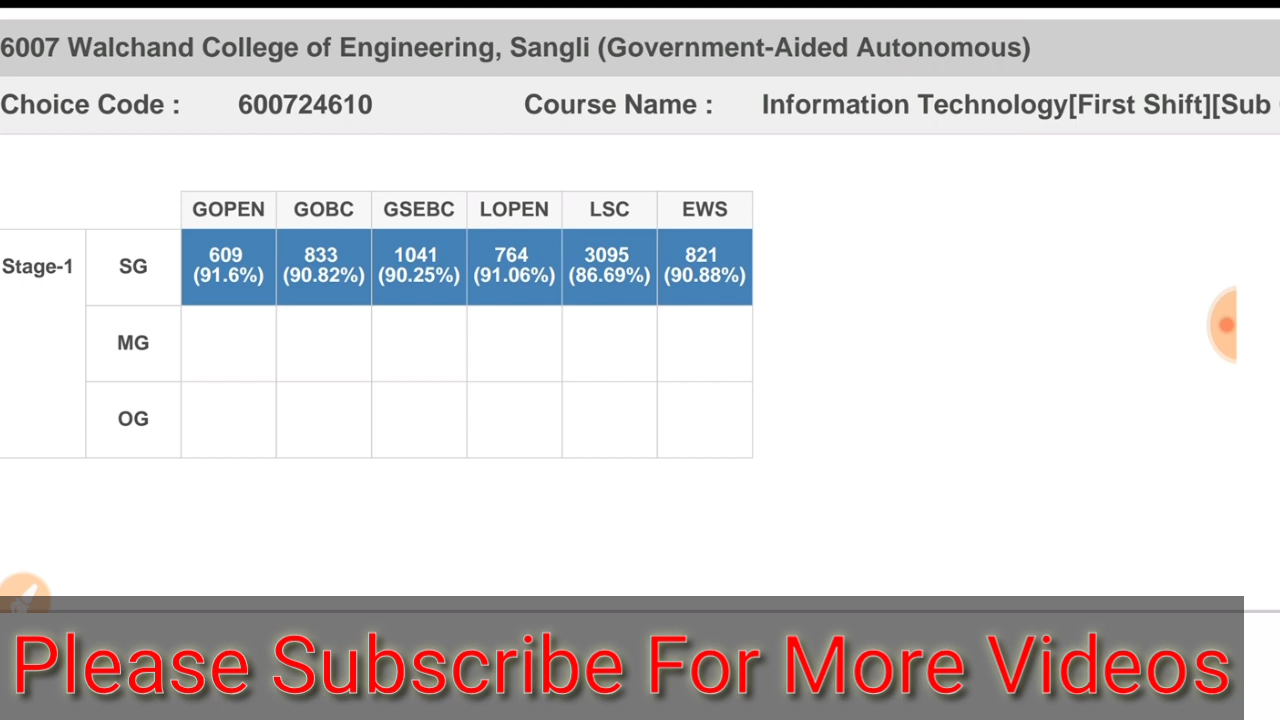 6007 Walchand College of Engineering, Sangli (Government-Aided Autonomous)
Choice Code : 600724610 Course Name : Information Technology[First Shift][Sub
GOPEN GOBC GSEBC LOPEN LSC EWS
Stage-1 SG 609 833 1041 764 3095 821
(91.6%) (90.82%) (90.25%) (91.06%) (86.69%) (90.88%)
MG
OG
Please Subscribe For More Videos